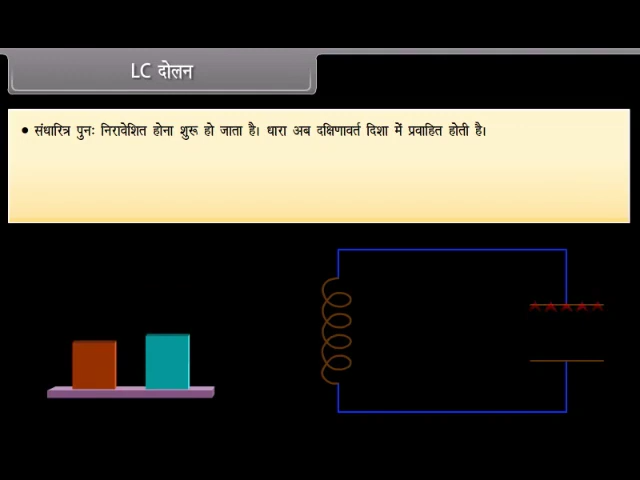 LC दोलन
• संधारित्र पुनः निरावेशित होना शुरू हो जाता है। धारा अब दक्षिणावर्त दिशा में प्रवाहित होती है।